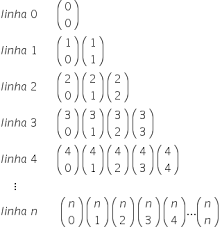 linha 0 (0 0)
linha 1 (1 0)(1 1)
linha 2 (2 0)(2 1)(2 2)
linha 3 (3 0)(3 1)(3 2)(3 3)
linha 4 (4 0)(4 1)(4 2)(4 3)(4 4)
⋮
linha n (n 0)(n 1)(n 2)(n 3)(n 4)...(n n)